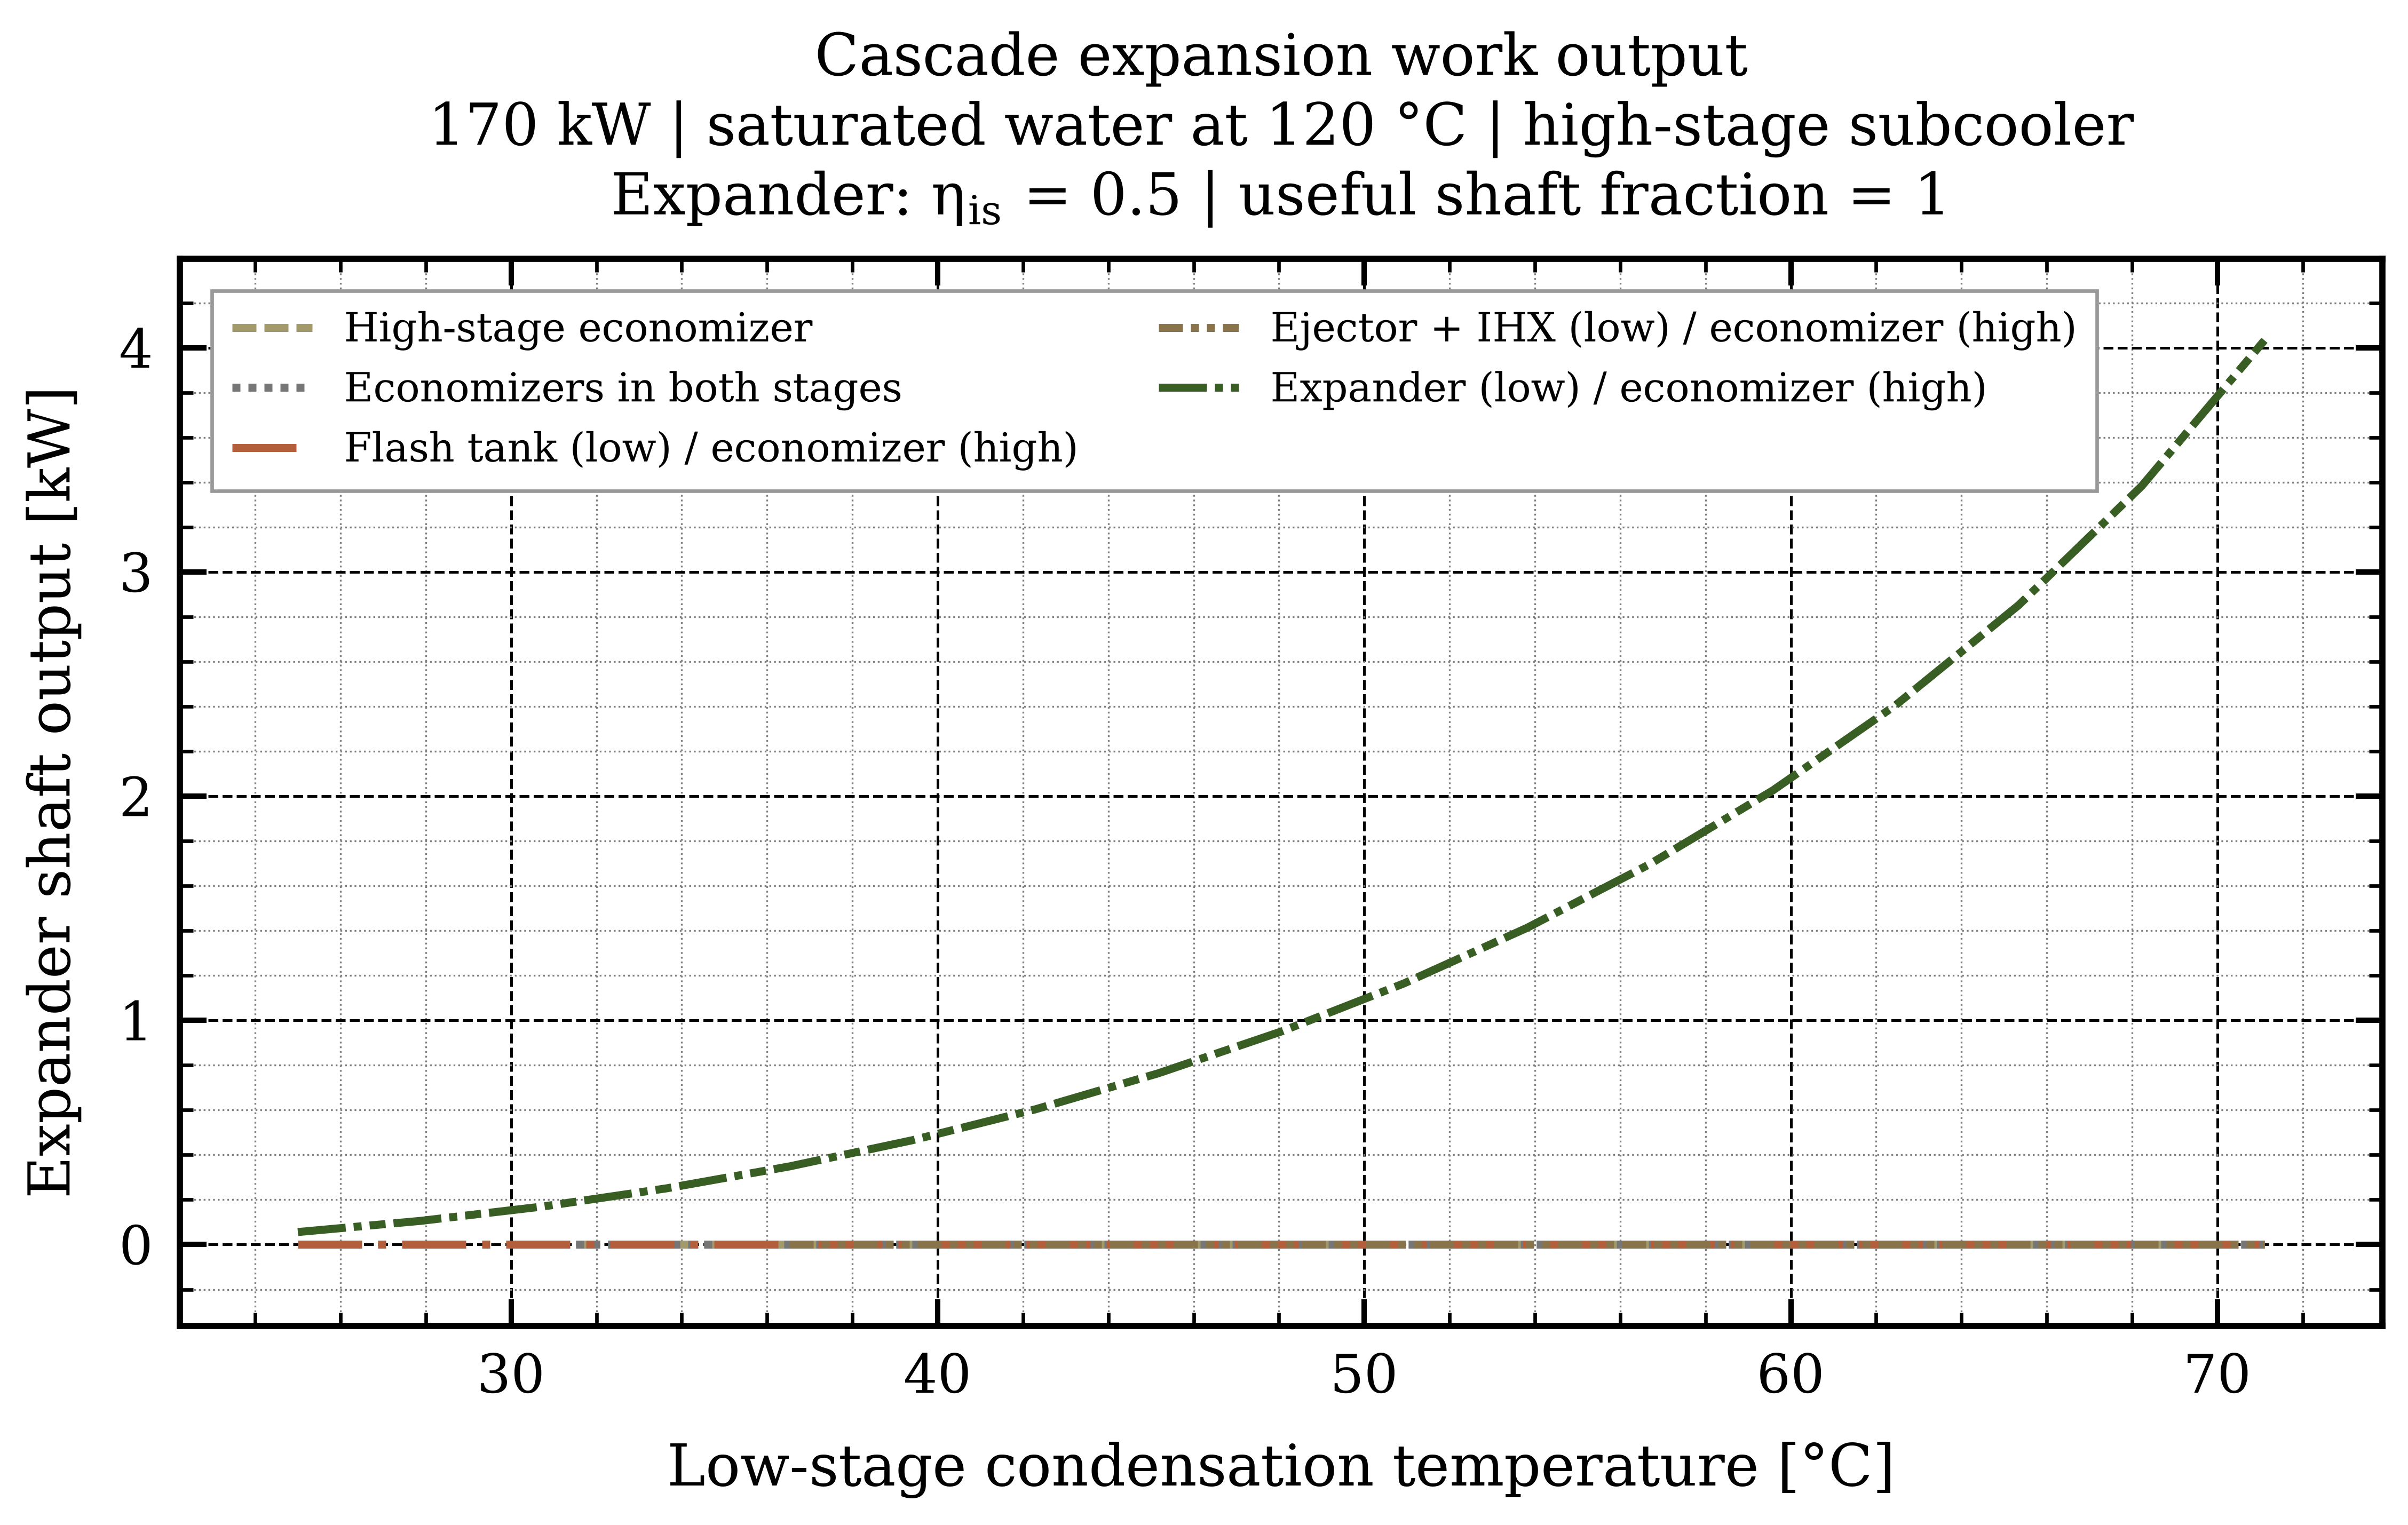 Cascade expansion work output
170 kW | saturated water at 120 °C | high-stage subcooler
Expander: ηis = 0.5 | useful shaft fraction = 1
High-stage economizer
Economizers in both stages
Flash tank (low) / economizer (high)
Ejector + IHX (low) / economizer (high)
Expander (low) / economizer (high)
Expander shaft output [kW]
4
3
2
1
0
30 40 50 60 70
Low-stage condensation temperature [°C]